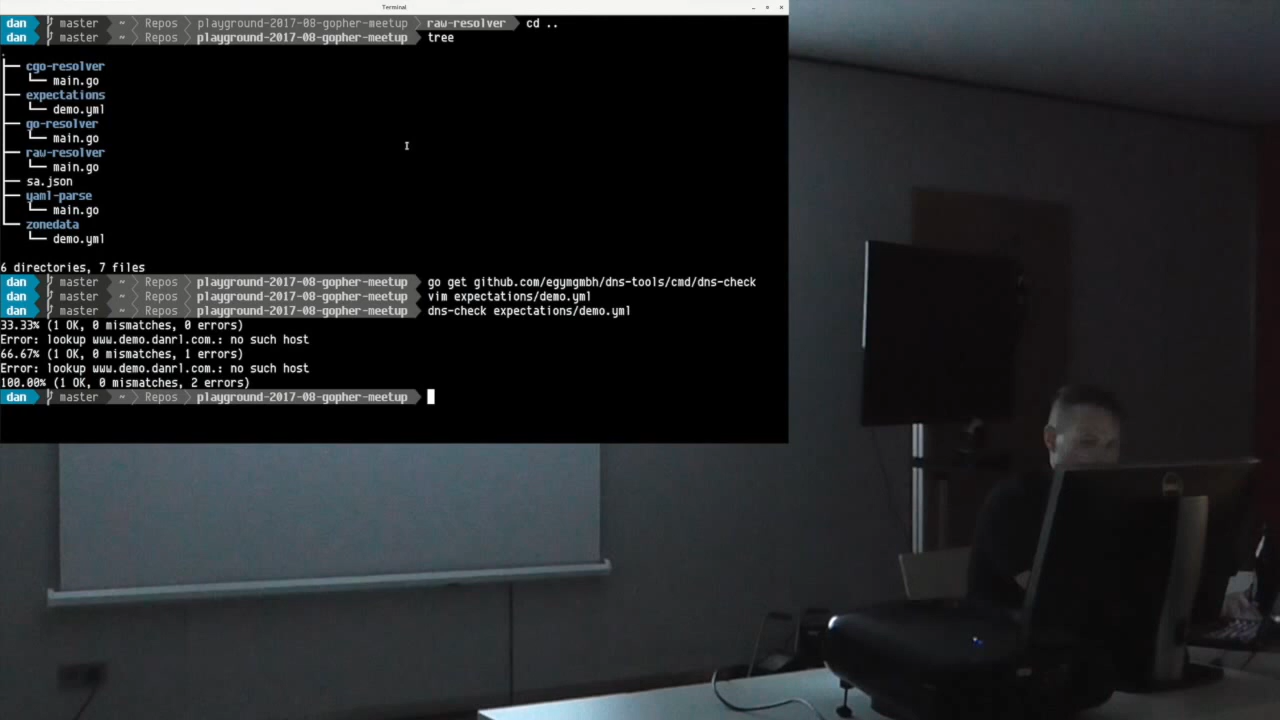 Terminal
dan master ~ Repos playground-2017-08-gopher-meetup raw-resolver cd ..
dan master ~ Repos playground-2017-08-gopher-meetup tree
.
├── cgo-resolver
│   └── main.go
├── expectations
│   └── demo.yml
├── go-resolver
│   └── main.go
├── raw-resolver
│   └── main.go
├── sa.json
├── yaml-parse
│   └── main.go
└── zonedata
    └── demo.yml
6 directories, 7 files
dan master ~ Repos playground-2017-08-gopher-meetup go get github.com/egymgmbh/dns-tools/cmd/dns-check
dan master ~ Repos playground-2017-08-gopher-meetup vim expectations/demo.yml
dan master ~ Repos playground-2017-08-gopher-meetup dns-check expectations/demo.yml
33.33% (1 OK, 0 mismatches, 0 errors)
Error: lookup www.demo.danrl.com.: no such host
66.67% (1 OK, 0 mismatches, 1 errors)
Error: lookup www.demo.danrl.com.: no such host
100.00% (1 OK, 0 mismatches, 2 errors)
dan master ~ Repos playground-2017-08-gopher-meetup